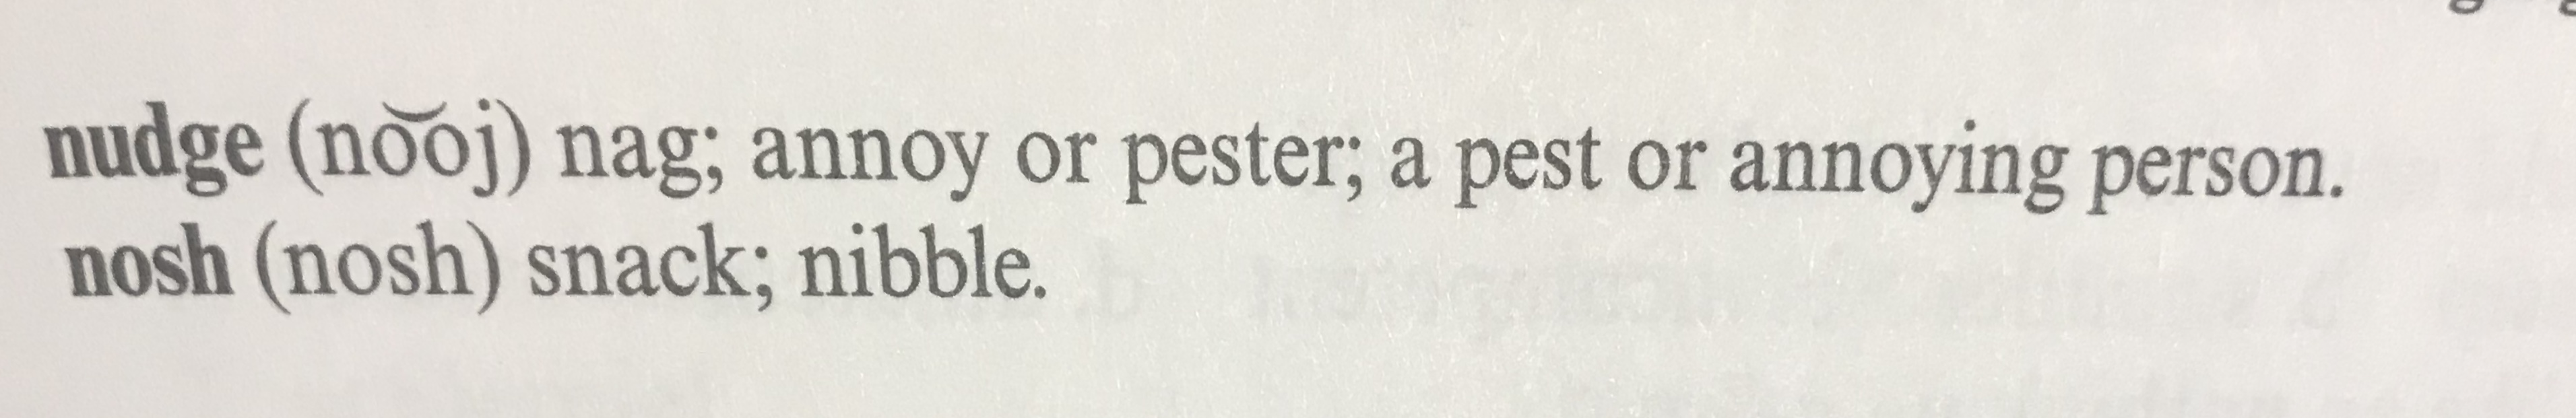 nudge (no͝oj) nag; annoy or pester; a pest or annoying person.
nosh (nosh) snack; nibble.